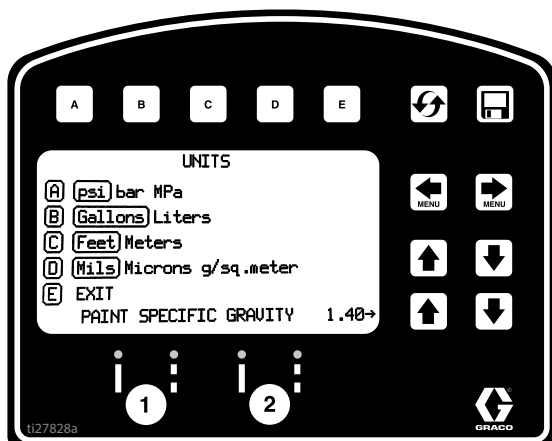 A B C D E
UNITS
A psi bar MPa
MENU MENU
B Gallons Liters
C Feet Meters
D Mils Microns g/sq.meter
E EXIT
PAINT SPECIFIC GRAVITY 1.40→
1 2
ti27828a
G
GRACO